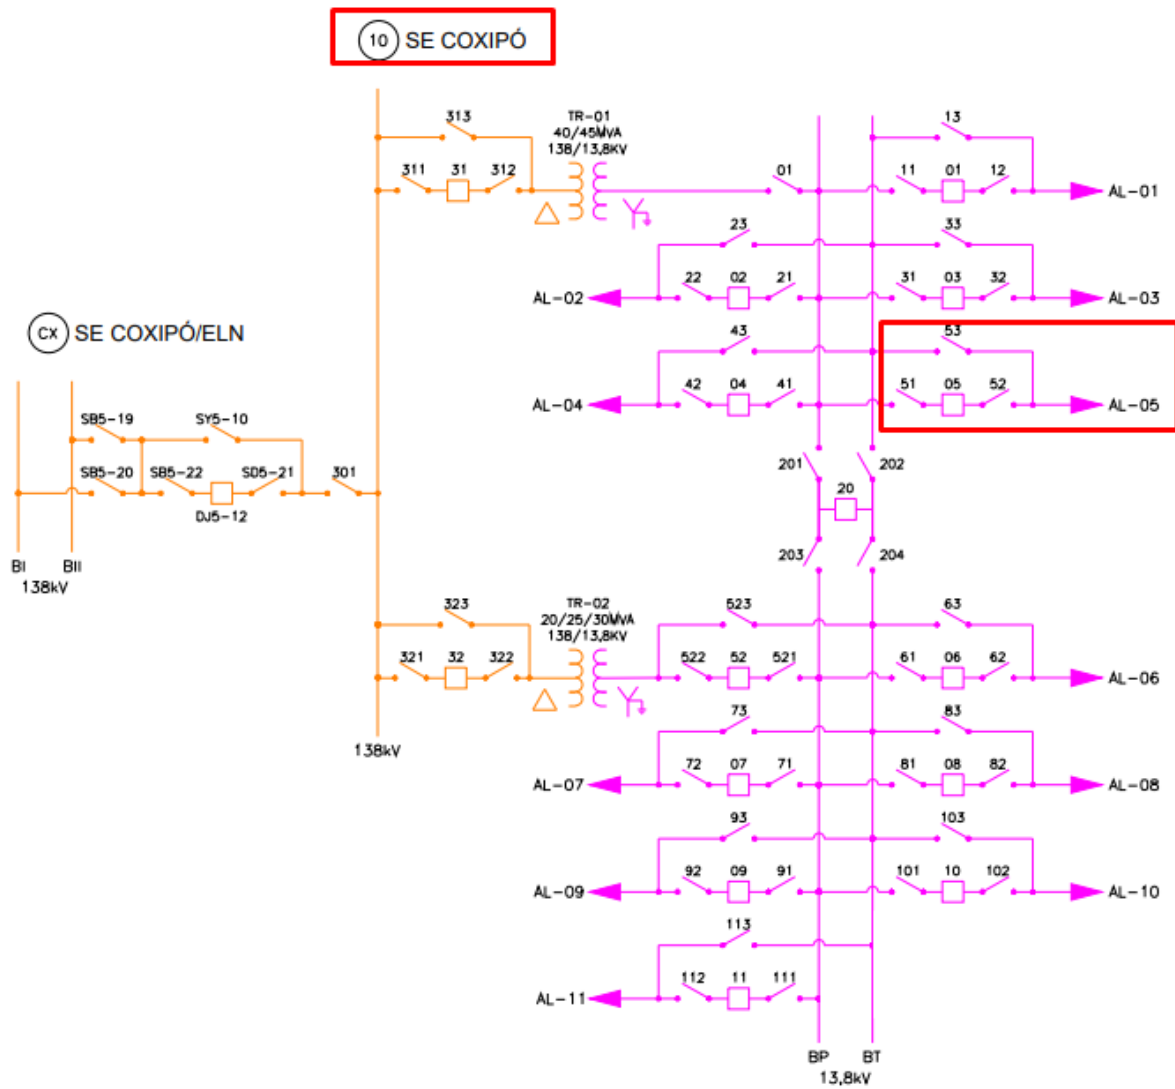 10 SE COXIPÓ
313
TR-01
40/45MVA
138/13,8KV
13
311 31 312
01
11 01 12
AL-01
23
33
AL-02
22 02 21
31 03 32
AL-03
CX SE COXIPÓ/ELN
43
53
AL-04
42 04 41
51 05 52
AL-05
SB5-19
SY5-10
SB5-20
SB5-22
SD5-21
301
DJ5-12
201
202
20
BI
BII
138kV
203
204
323
TR-02
20/25/30MVA
138/13,8KV
523
63
321 32 322
522 52 521
61 06 62
AL-06
138kV
73
83
AL-07
72 07 71
81 08 82
AL-08
93
103
AL-09
92 09 91
101 10 102
AL-10
113
AL-11
112 11 111
BP
BT
13,8kV